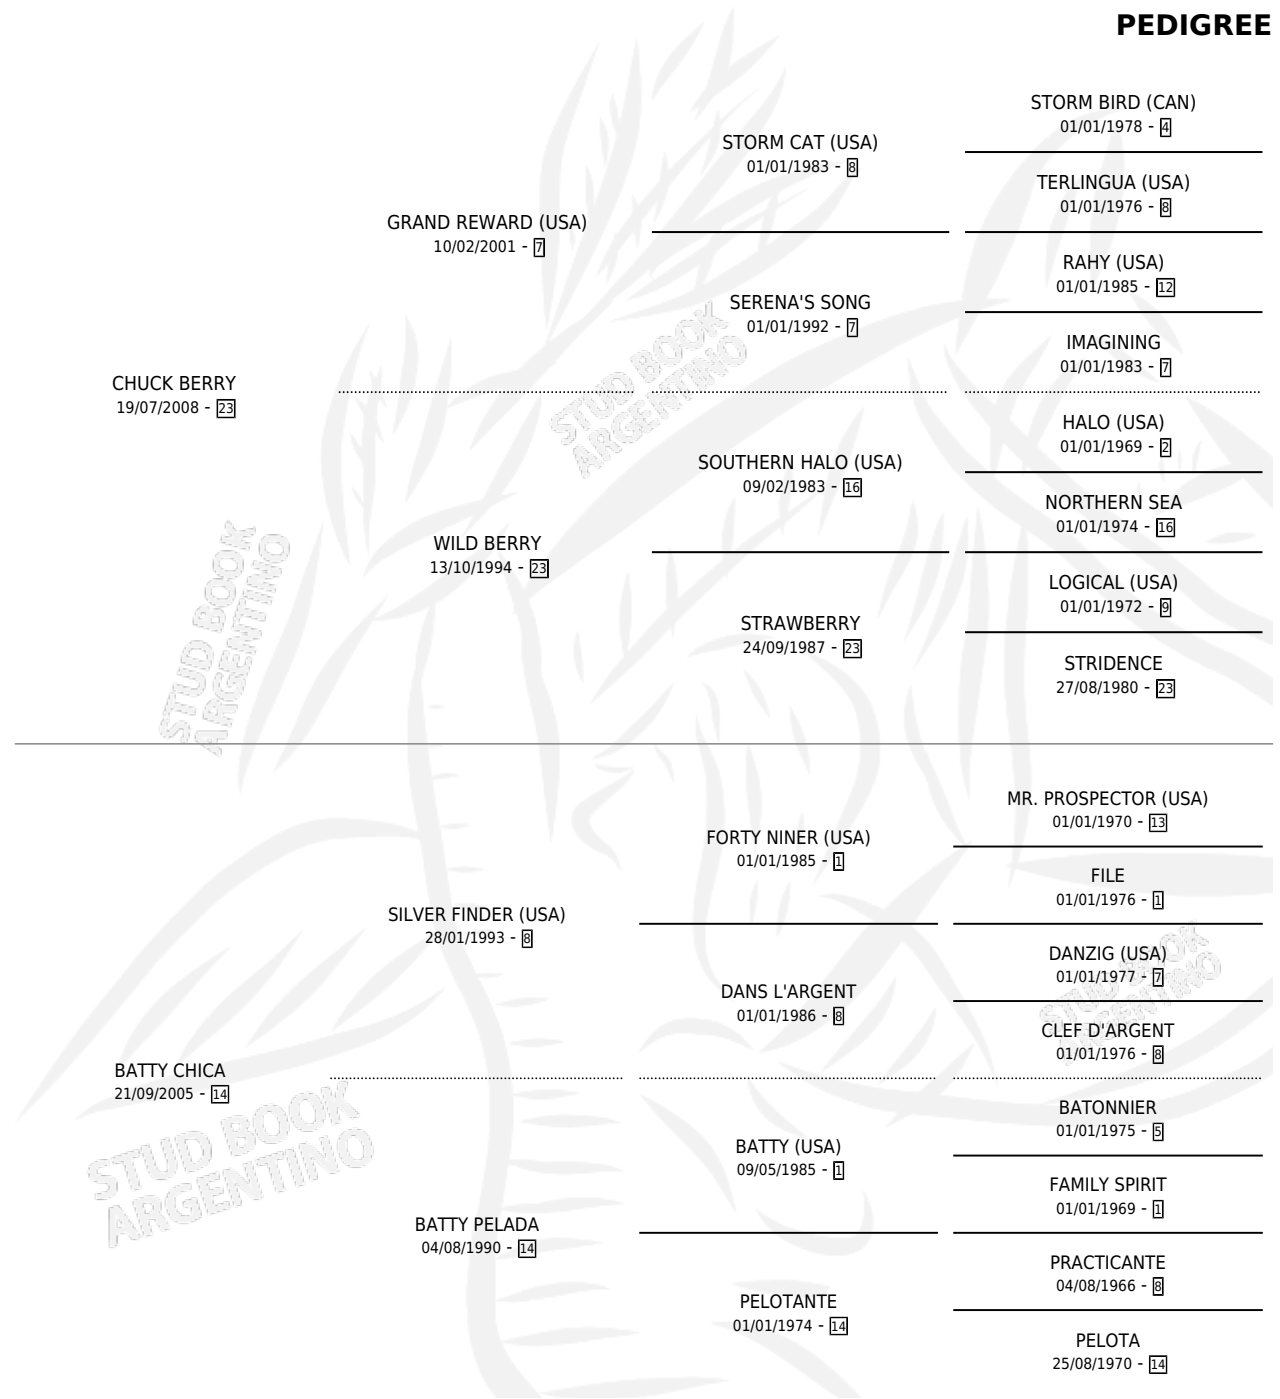 PEDIGREE
STORM BIRD (CAN)
01/01/1978 - 4
STORM CAT (USA)
01/01/1983 - 8
TERLINGUA (USA)
01/01/1976 - 8
GRAND REWARD (USA)
10/02/2001 - 7
RAHY (USA)
01/01/1985 - 12
SERENA'S SONG
01/01/1992 - 7
IMAGINING
01/01/1983 - 7
CHUCK BERRY
19/07/2008 - 23
HALO (USA)
01/01/1969 - 2
SOUTHERN HALO (USA)
09/02/1983 - 16
NORTHERN SEA
01/01/1974 - 16
WILD BERRY
13/10/1994 - 23
LOGICAL (USA)
01/01/1972 - 9
STRAWBERRY
24/09/1987 - 23
STRIDENCE
27/08/1980 - 23
MR. PROSPECTOR (USA)
01/01/1970 - 13
FORTY NINER (USA)
01/01/1985 - 1
FILE
01/01/1976 - 1
SILVER FINDER (USA)
28/01/1993 - 8
DANZIG (USA)
01/01/1977 - 7
DANS L'ARGENT
01/01/1986 - 8
CLEF D'ARGENT
01/01/1976 - 8
BATTY CHICA
21/09/2005 - 14
BATONNIER
01/01/1975 - 5
BATTY (USA)
09/05/1985 - 1
FAMILY SPIRIT
01/01/1969 - 1
BATTY PELADA
04/08/1990 - 14
PRACTICANTE
04/08/1966 - 8
PELOTANTE
01/01/1974 - 14
PELOTA
25/08/1970 - 14
STUD BOOK
ARGENTINO
STUD BOOK
ARGENTINO
STUD BOOK
ARGENTINO
STUD BOOK
ARGENTINO